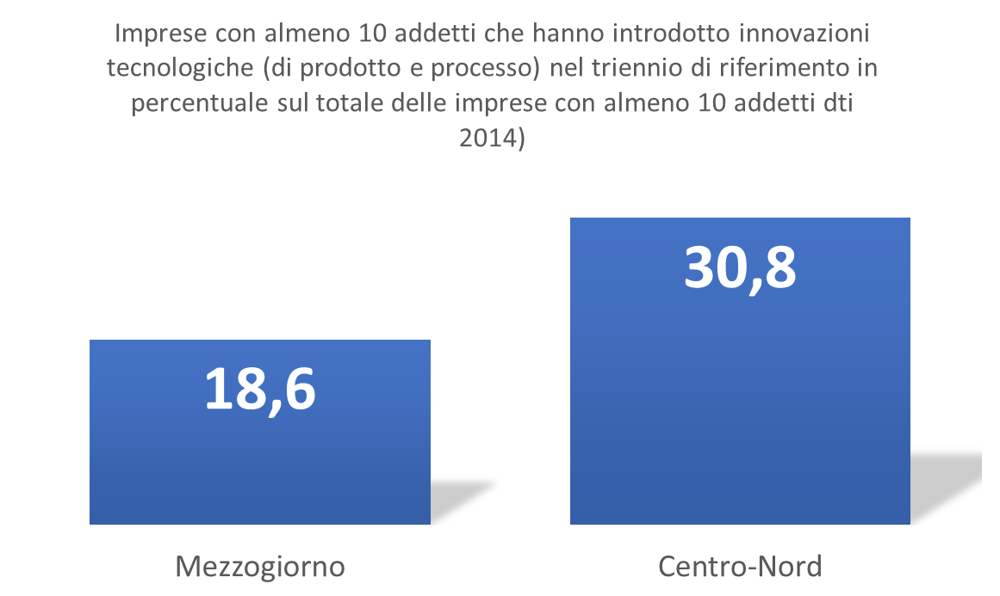 Imprese con almeno 10 addetti che hanno introdotto innovazioni
tecnologiche (di prodotto e processo) nel triennio di riferimento in
percentuale sul totale delle imprese con almeno 10 addetti dti
2014)
30,8
18,6
Mezzogiorno
Centro-Nord